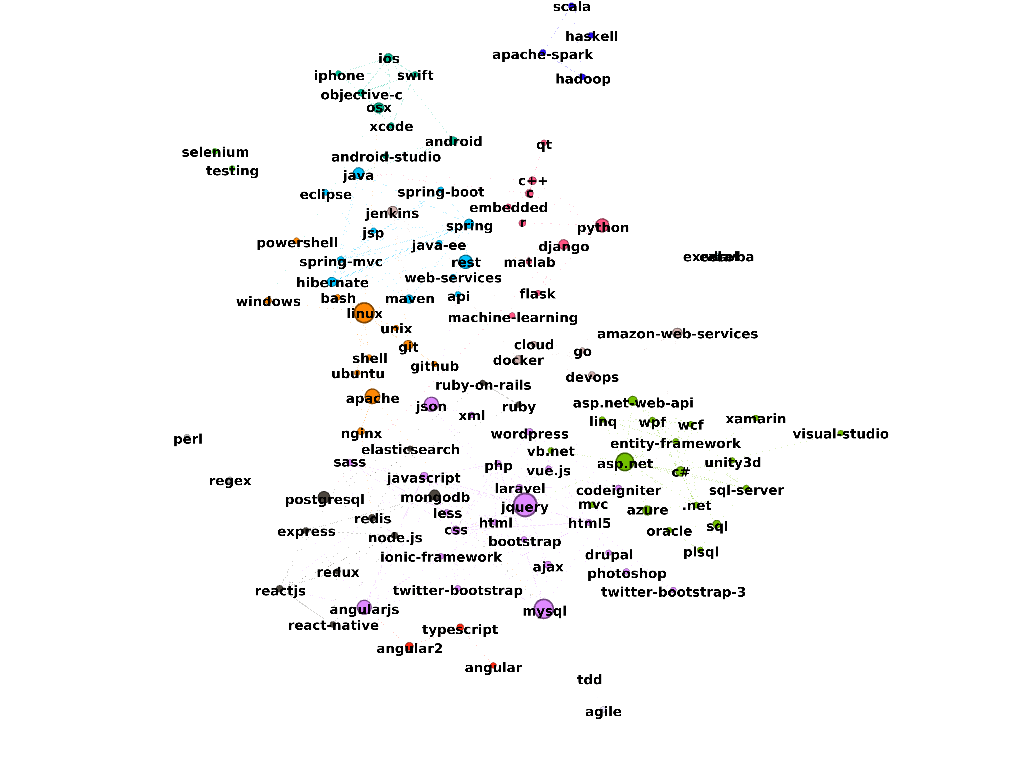 scala
haskell
apache-spark
ios
iphone
swift
hadoop
objective-c
osx
xcode
android
qt
selenium
android-studio
testing
java
c++
eclipse
spring-boot
c
embedded
jenkins
r
spring
python
jsp
powershell
java-ee
django
spring-mvc
rest
matlab
hibernate
web-services
windows
bash
maven
api
flask
linux
machine-learning
unix
amazon-web-services
git
cloud
go
shell
github
docker
ubuntu
devops
ruby-on-rails
apache
json
xml
ruby
asp.net-web-api
linq
wpf
wcf
xamarin
nginx
wordpress
visual-studio
perl
elasticsearch
vb.net
entity-framework
sass
php
vue.js
asp.net
c#
unity3d
regex
javascript
laravel
codeigniter
sql-server
postgresql
mongodb
jquery
mvc
azure
.net
redis
less
html
html5
sql
express
node.js
css
bootstrap
oracle
ionic-framework
ajax
drupal
plsql
redux
photoshop
reactjs
twitter-bootstrap
twitter-bootstrap-3
angularjs
mysql
react-native
typescript
angular2
angular
tdd
agile